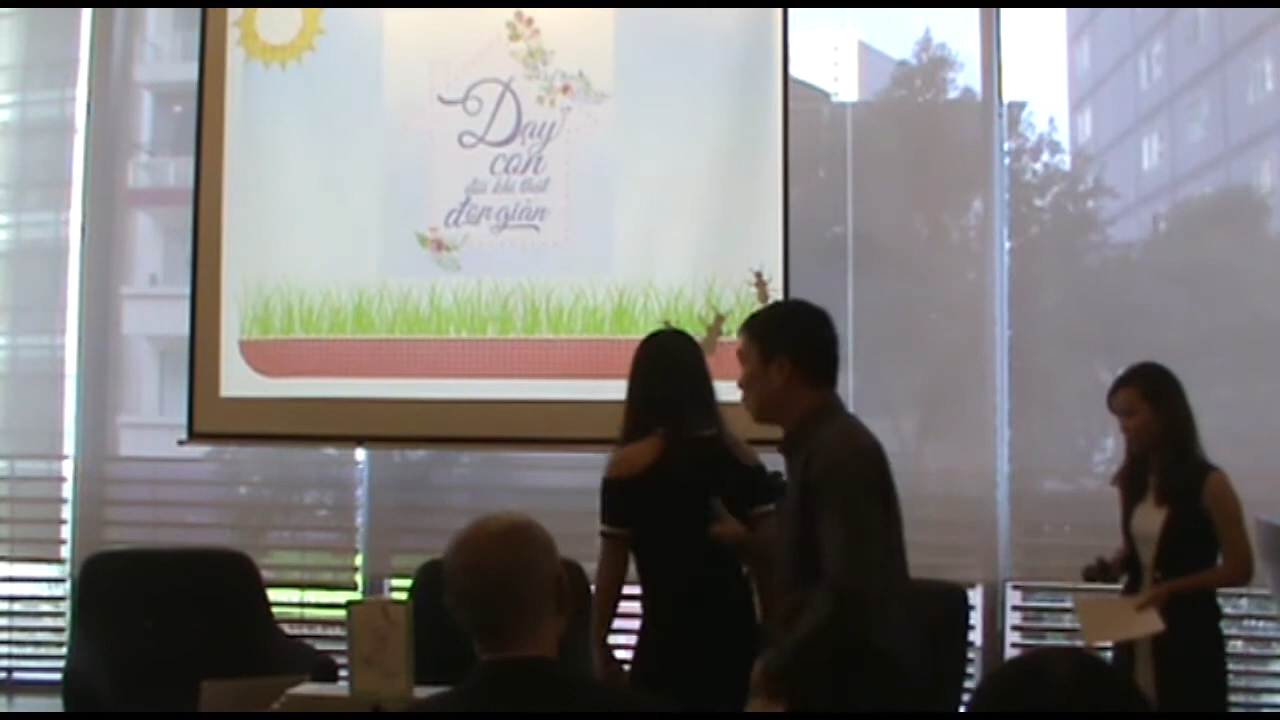 Dạy
con
đôi khi thật
đơn giản